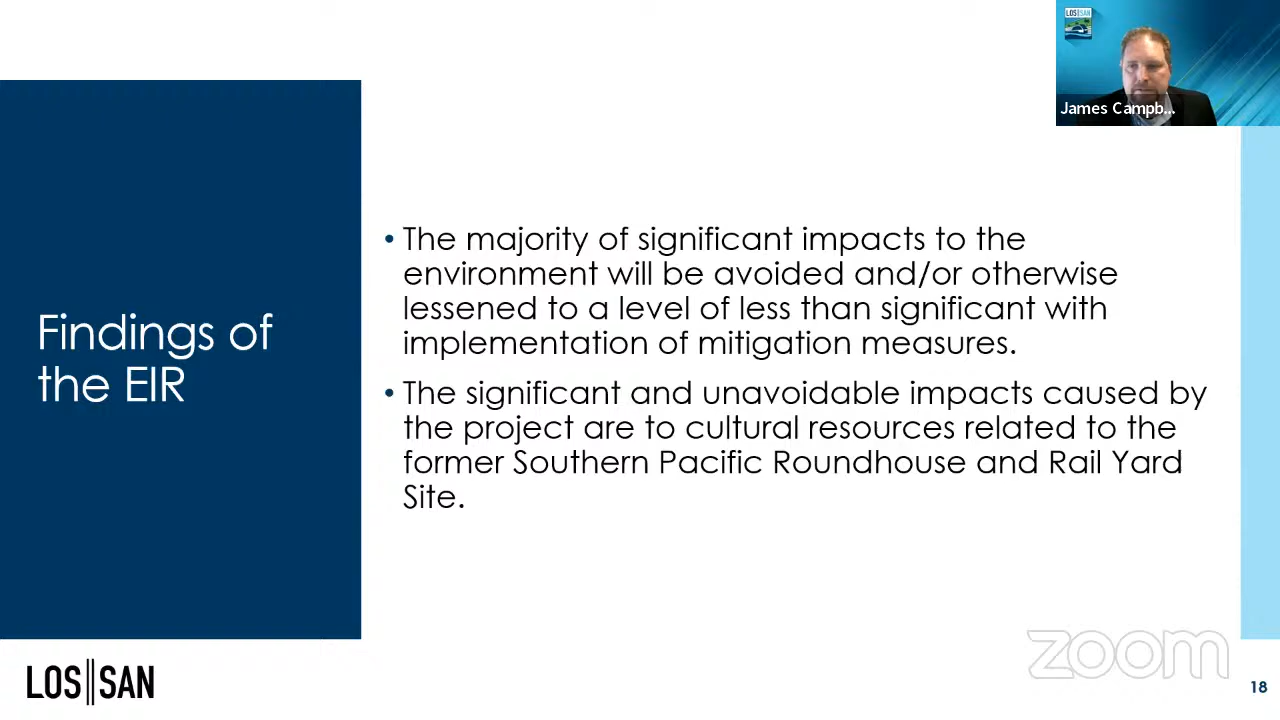 LOS SAN
James Campb...
Findings of
the EIR
• The majority of significant impacts to the
environment will be avoided and/or otherwise
lessened to a level of less than significant with
implementation of mitigation measures.
• The significant and unavoidable impacts caused by
the project are to cultural resources related to the
former Southern Pacific Roundhouse and Rail Yard
Site.
zoom
LOS SAN
18